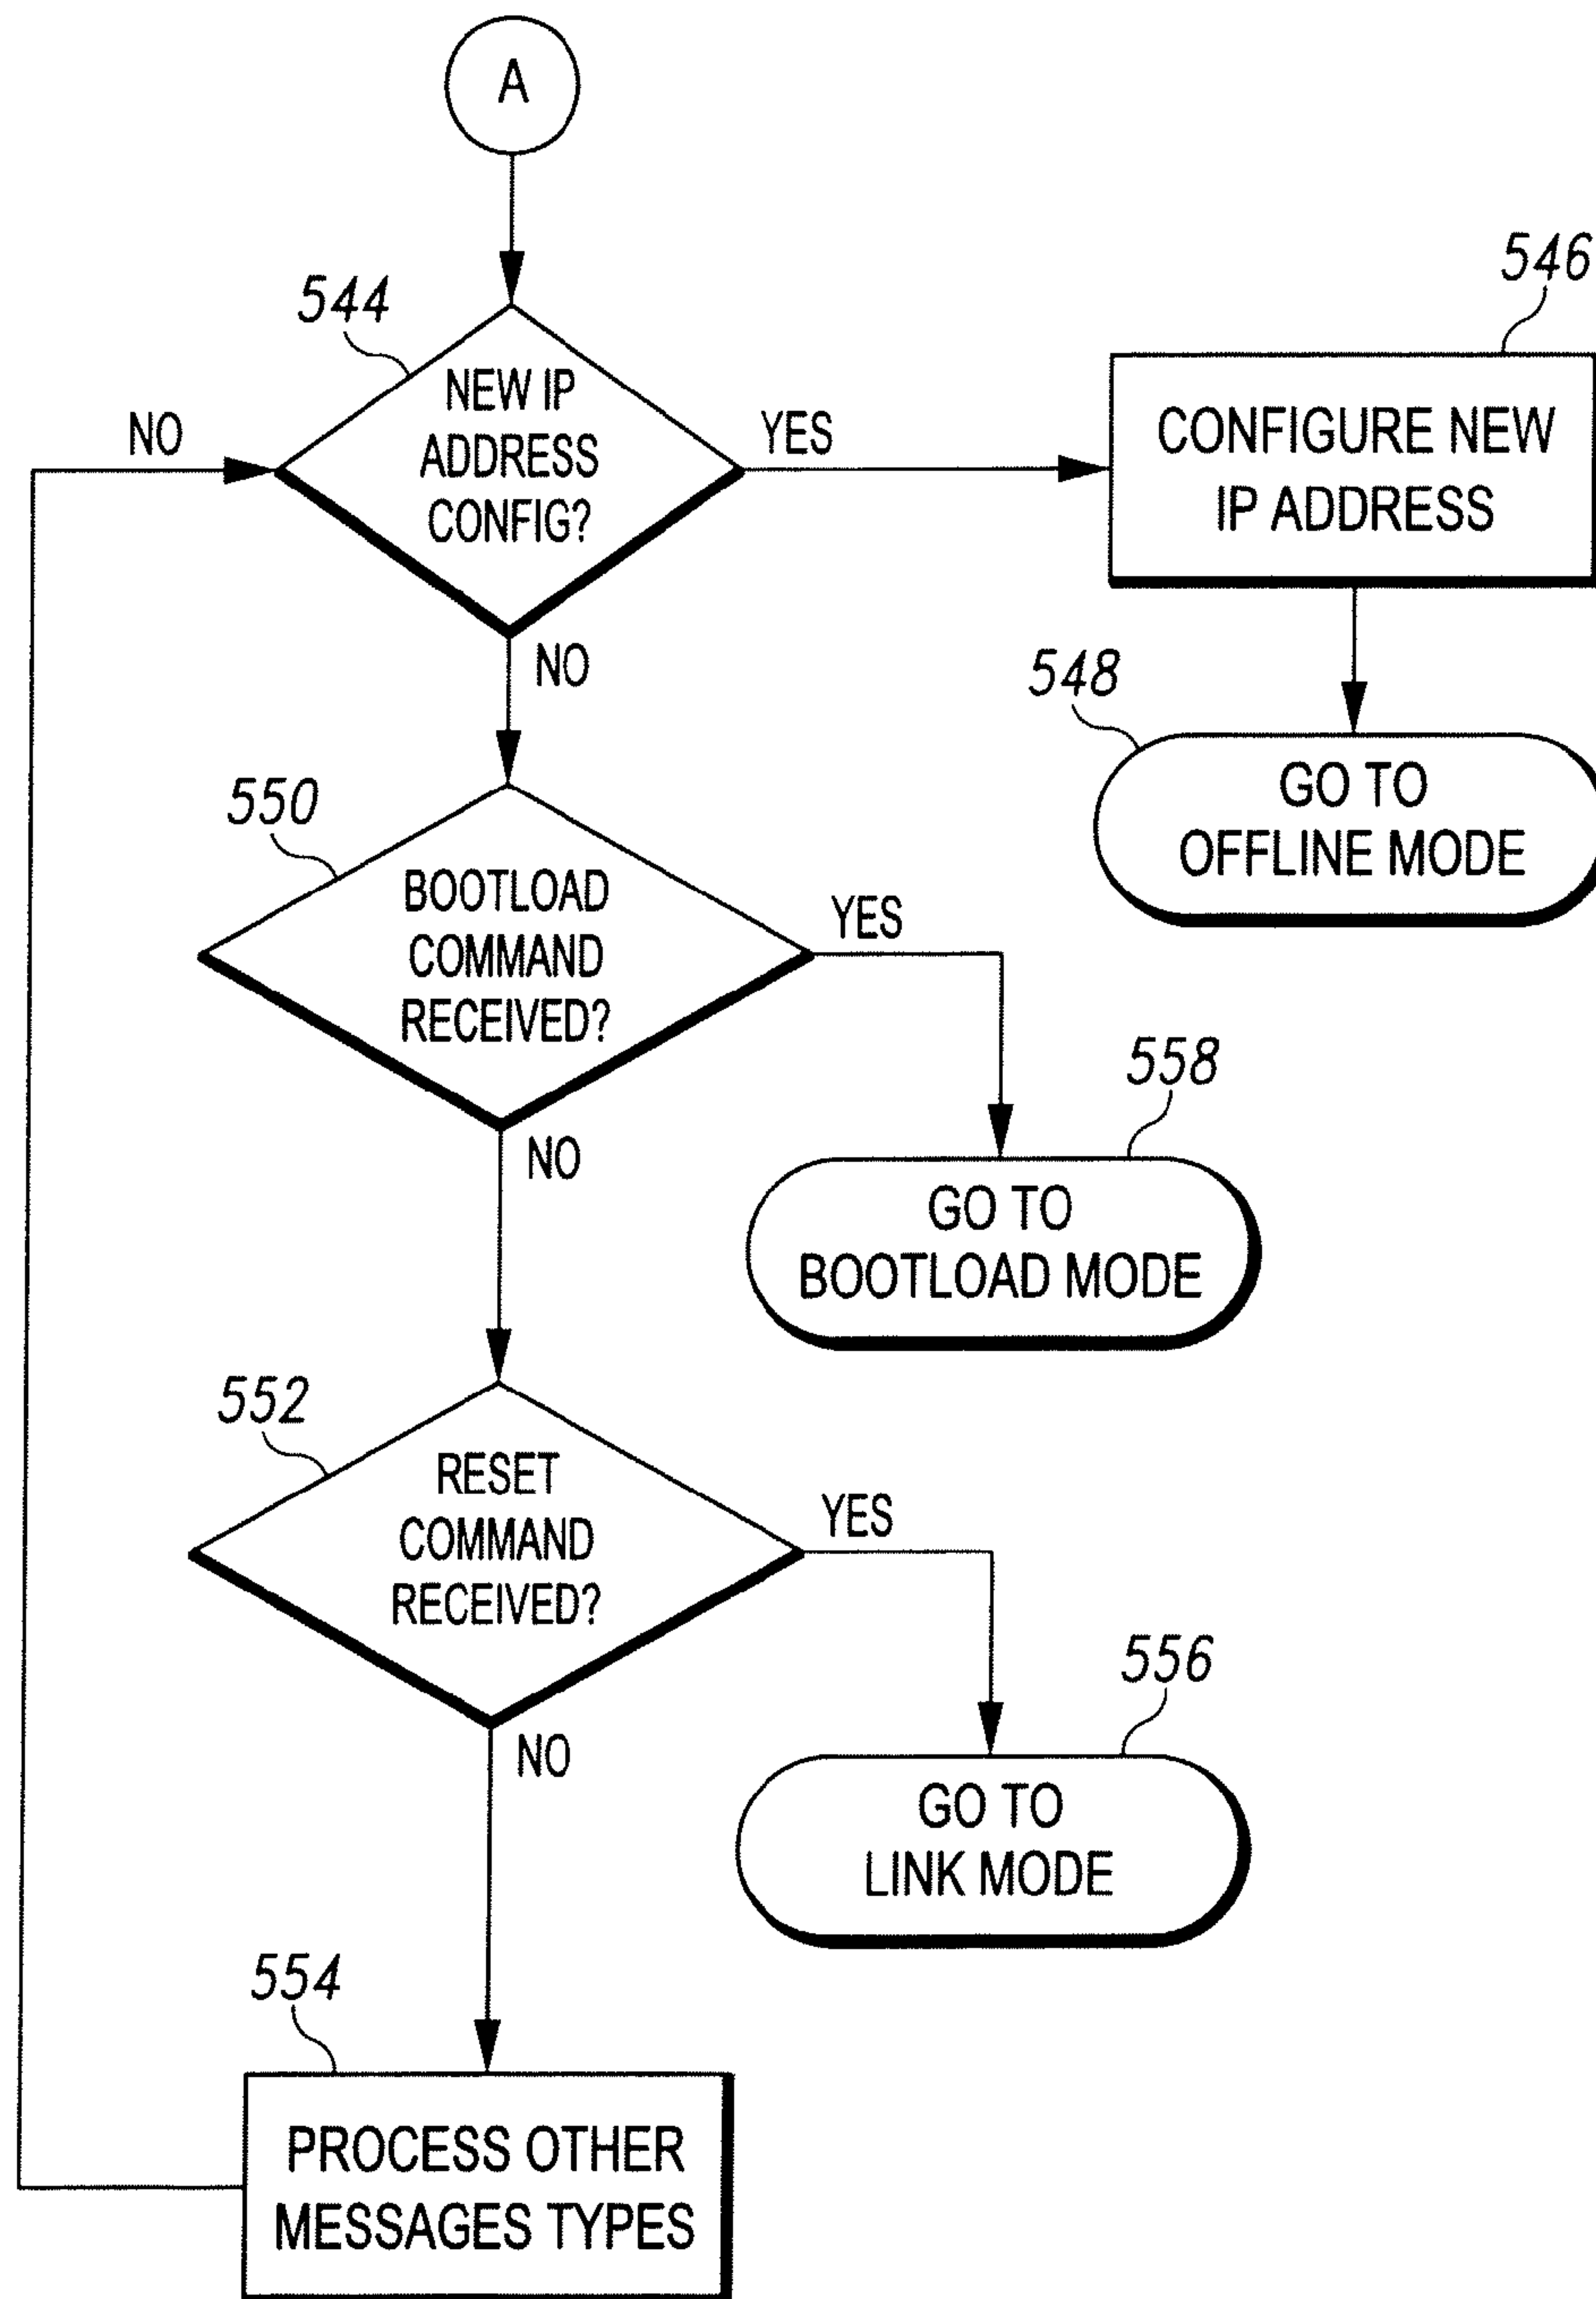 A
544
NEW IP
ADDRESS
CONFIG?
NO
YES
546
CONFIGURE NEW
IP ADDRESS
NO
548
GO TO
OFFLINE MODE
550
BOOTLOAD
COMMAND
RECEIVED?
YES
558
GO TO
BOOTLOAD MODE
NO
552
RESET
COMMAND
RECEIVED?
YES
556
GO TO
LINK MODE
NO
554
PROCESS OTHER
MESSAGES TYPES